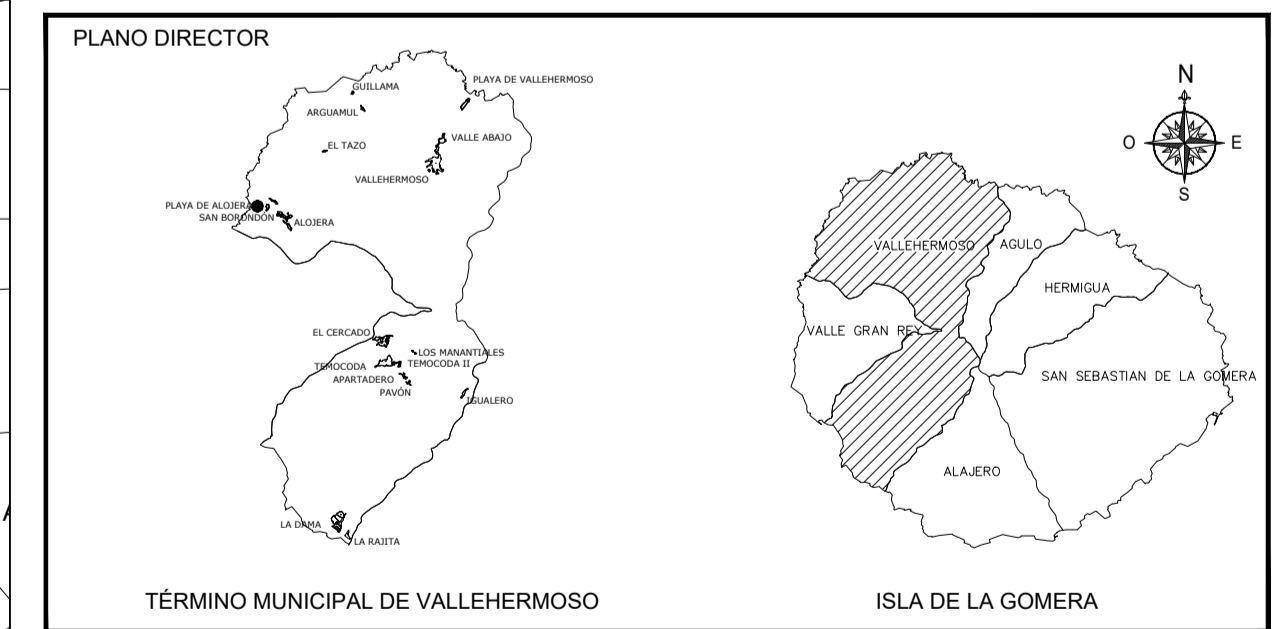 PLANO DIRECTOR
GUILLAMA
PLAYA DE VALLEHERMOSO
ARGUAMUL
VALLE ABAJO
EL TAZO
VALLEHERMOSO
PLAYA DE ALOJERA
SAN BORONDÓN
ALOJERA
EL CERCADO
LOS MANANTIALES
TEMOCODA
TEMOCODA II
APARTADERO
PAVÓN
IGUALERO
LA DAMA
LA RAJITA
TÉRMINO MUNICIPAL DE VALLEHERMOSO
N
O
E
S
VALLEHERMOSO
AGULO
HERMIGUA
VALLE GRAN REY
SAN SEBASTIAN DE LA GOMERA
ALAJERO
ISLA DE LA GOMERA